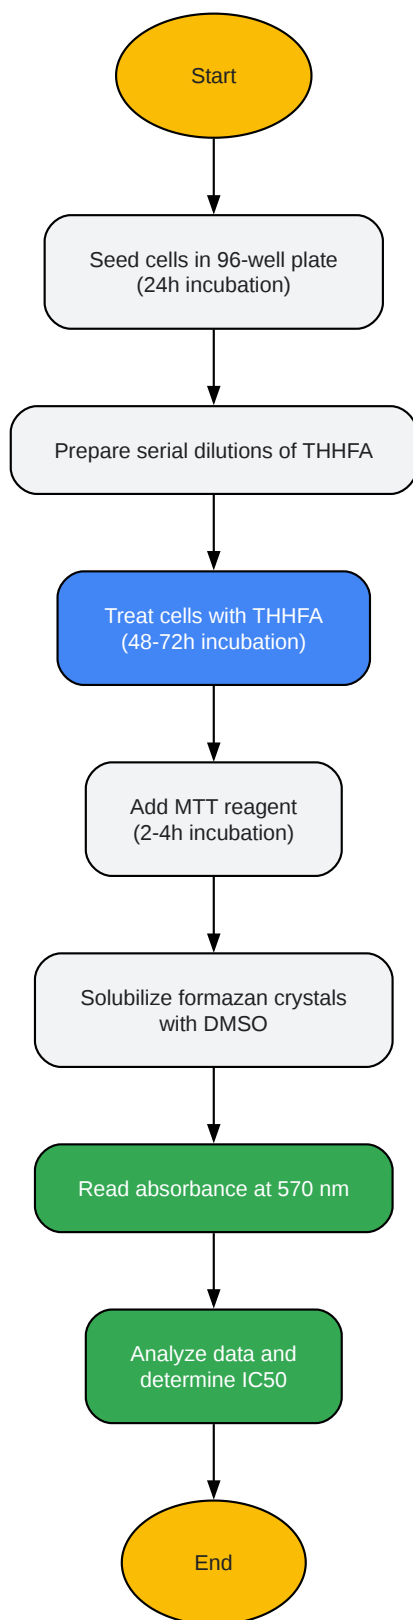 Start
Seed cells in 96-well plate
(24h incubation)
Prepare serial dilutions of THHFA
Treat cells with THHFA
(48-72h incubation)
Add MTT reagent
(2-4h incubation)
Solubilize formazan crystals
with DMSO
Read absorbance at 570 nm
Analyze data and
determine IC50
End